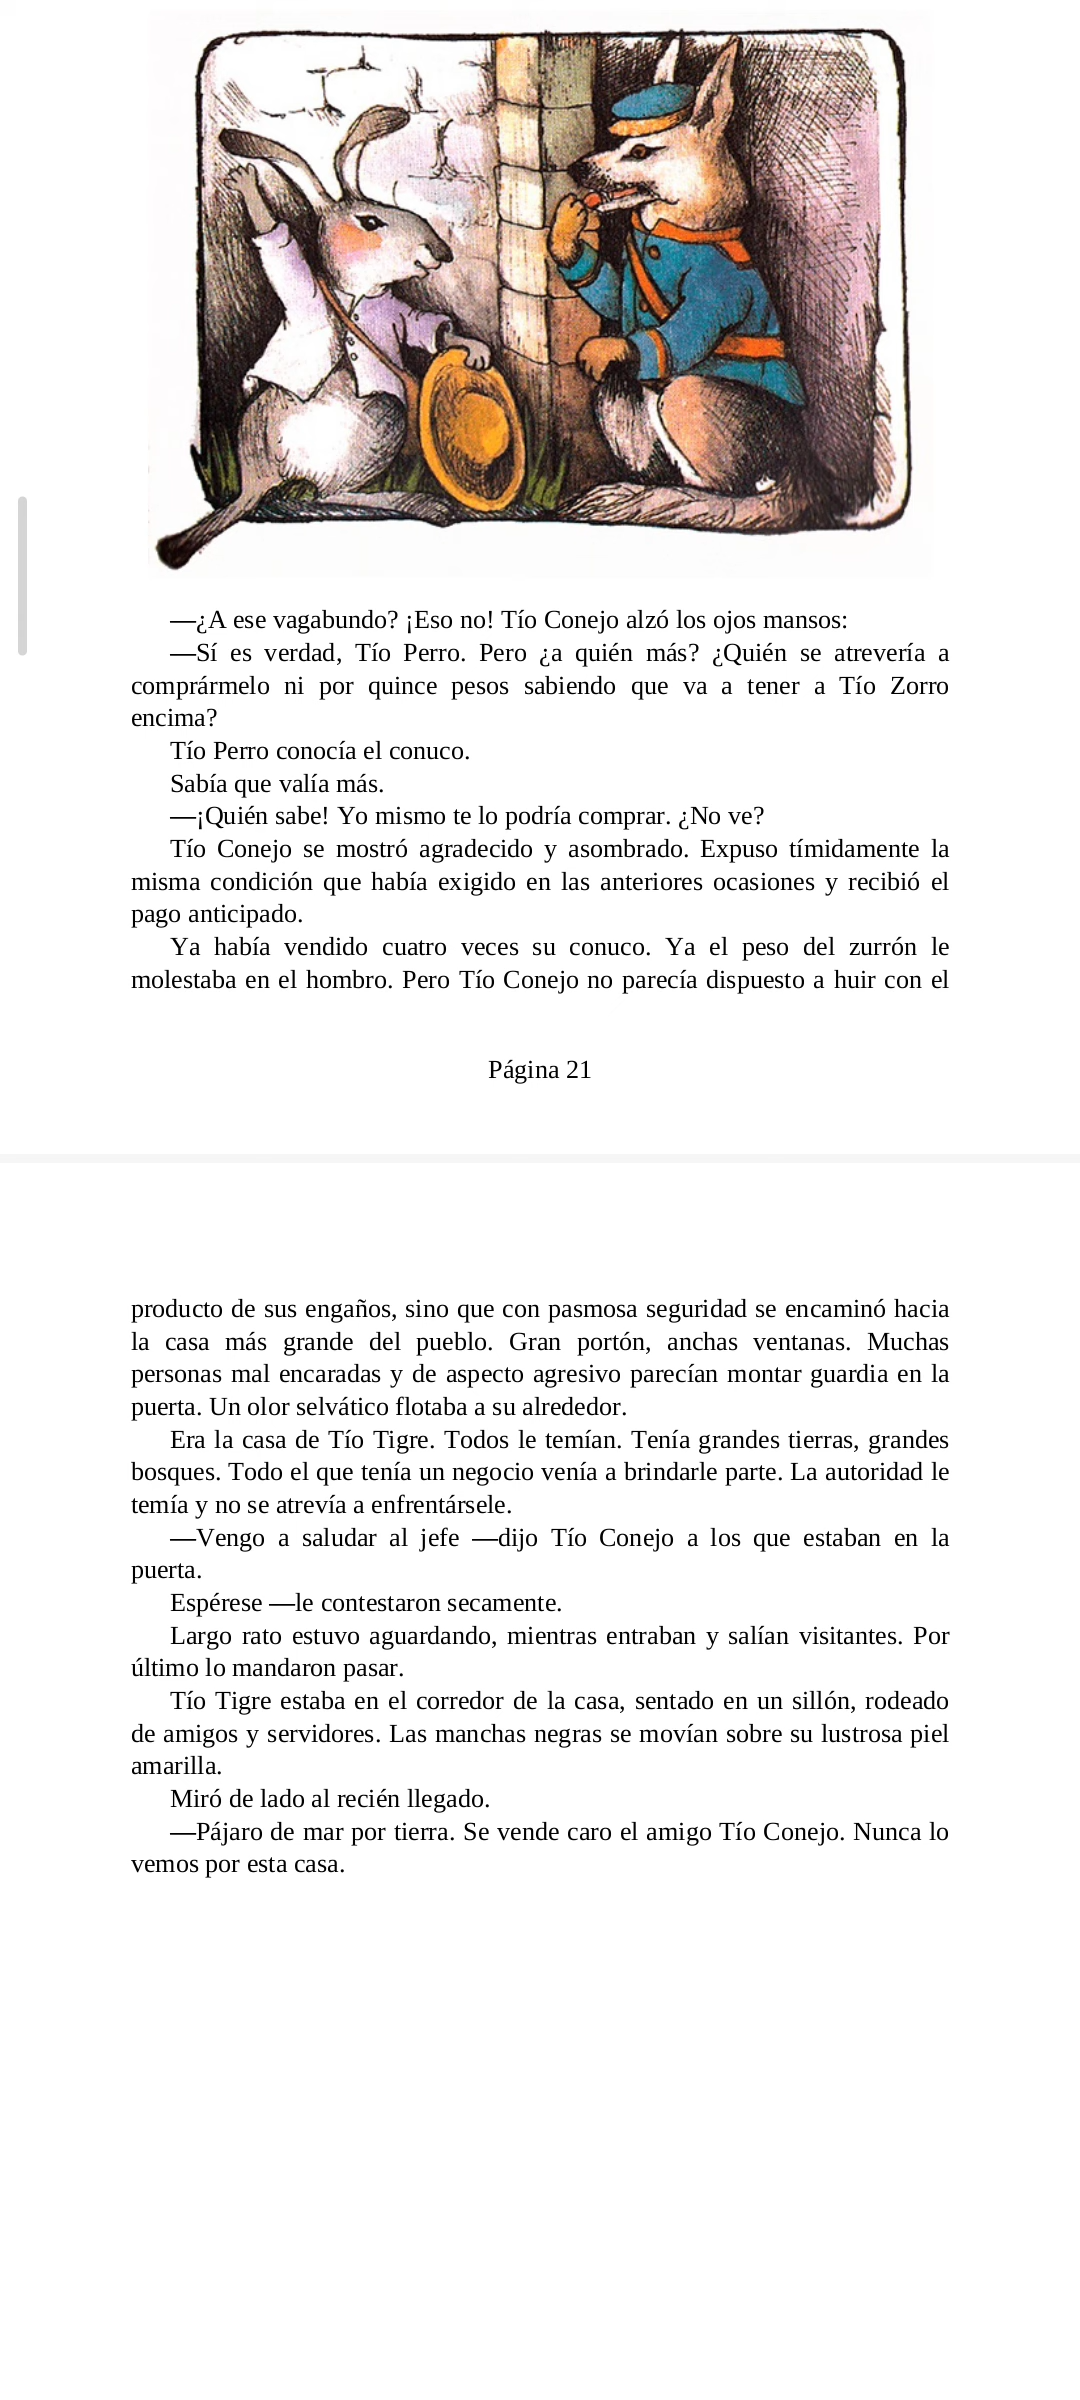 —¿A ese vagabundo? ¡Eso no! Tío Conejo alzó los ojos mansos:
—Sí es verdad, Tío Perro. Pero ¿a quién más? ¿Quién se atrevería a
comprármelo ni por quince pesos sabiendo que va a tener a Tío Zorro
encima?
Tío Perro conocía el conuco.
Sabía que valía más.
—¡Quién sabe! Yo mismo te lo podría comprar. ¿No ve?
Tío Conejo se mostró agradecido y asombrado. Expuso tímidamente la
misma condición que había exigido en las anteriores ocasiones y recibió el
pago anticipado.
Ya había vendido cuatro veces su conuco. Ya el peso del zurrón le
molestaba en el hombro. Pero Tío Conejo no parecía dispuesto a huir con el
Página 21
producto de sus engaños, sino que con pasmosa seguridad se encaminó hacia
la casa más grande del pueblo. Gran portón, anchas ventanas. Muchas
personas mal encaradas y de aspecto agresivo parecían montar guardia en la
puerta. Un olor selvático flotaba a su alrededor.
Era la casa de Tío Tigre. Todos le temían. Tenía grandes tierras, grandes
bosques. Todo el que tenía un negocio venía a brindarle parte. La autoridad le
temía y no se atrevía a enfrentársele.
—Vengo a saludar al jefe —dijo Tío Conejo a los que estaban en la
puerta.
Espérese —le contestaron secamente.
Largo rato estuvo aguardando, mientras entraban y salían visitantes. Por
último lo mandaron pasar.
Tío Tigre estaba en el corredor de la casa, sentado en un sillón, rodeado
de amigos y servidores. Las manchas negras se movían sobre su lustrosa piel
amarilla.
Miró de lado al recién llegado.
—Pájaro de mar por tierra. Se vende caro el amigo Tío Conejo. Nunca lo
vemos por esta casa.